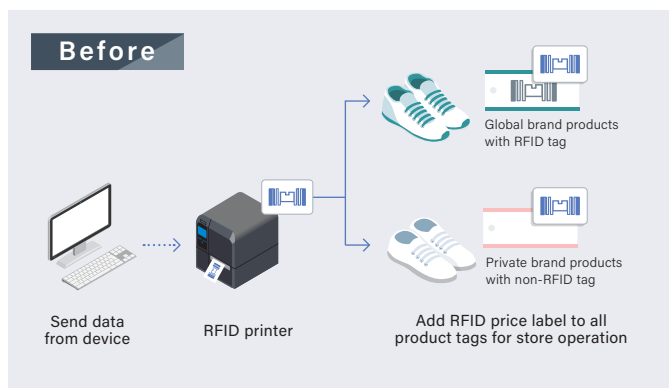 Before
Global brand products
with RFID tag
Private brand products
with non-RFID tag
Send data
from device
RFID printer
Add RFID price label to all
product tags for store operation